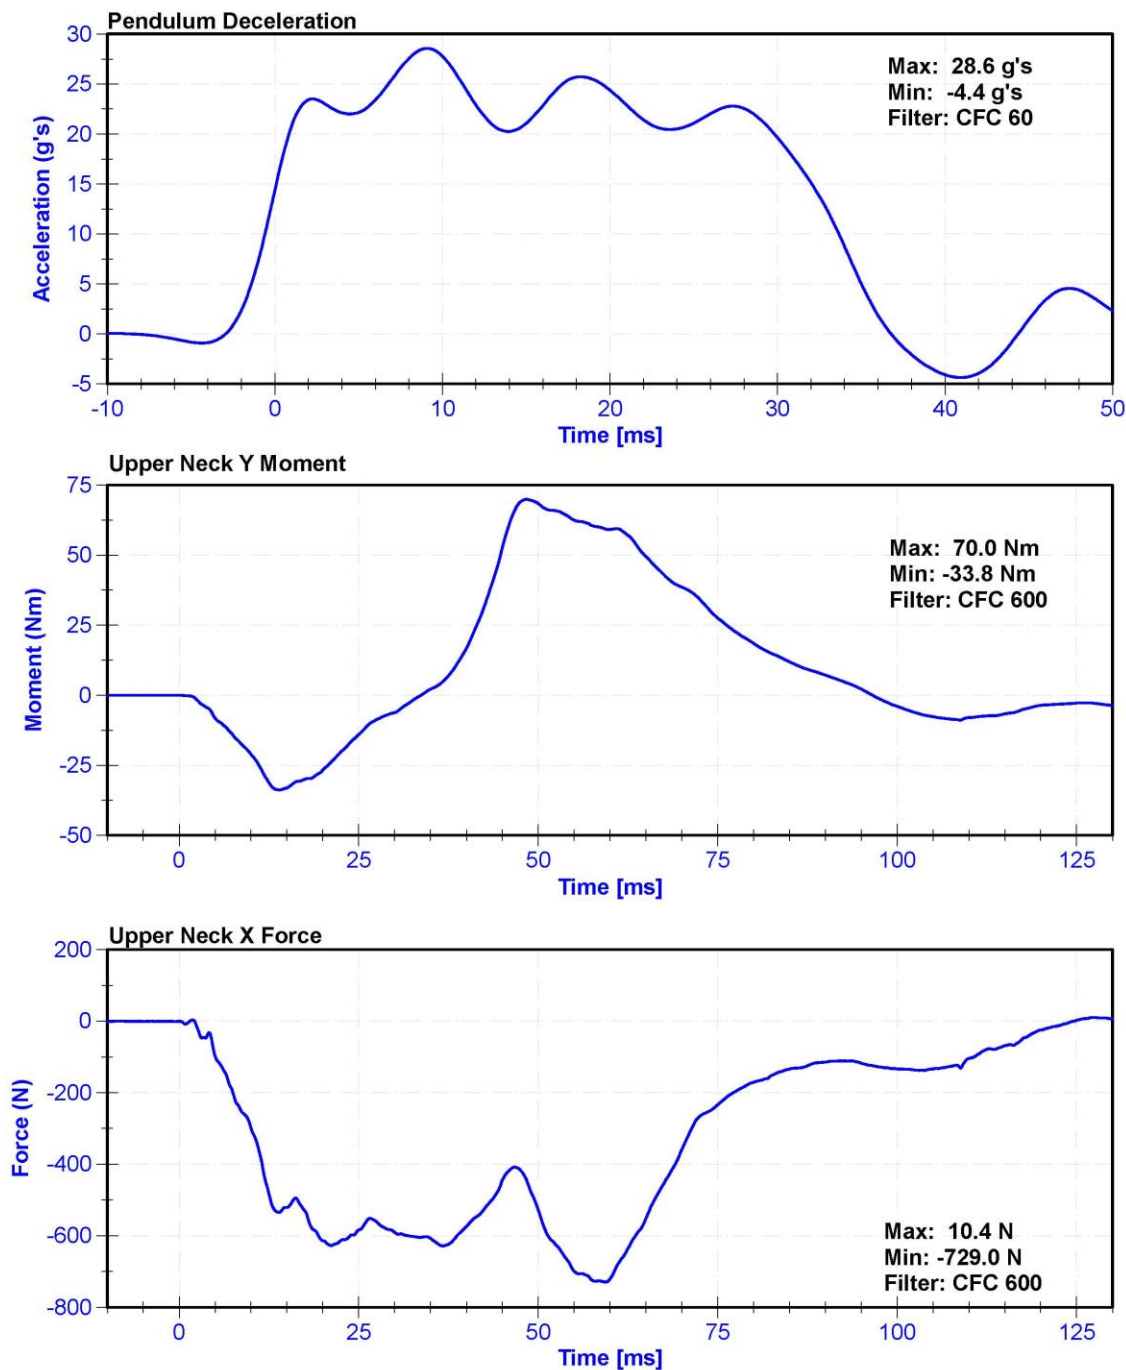 Pendulum Deceleration
30
25
20
15
10
5
0
-5
Acceleration (g's)
Max: 28.6 g's
Min: -4.4 g's
Filter: CFC 60
-10 0 10 20 30 40 50
Time [ms]
Upper Neck Y Moment
75
50
25
0
-25
-50
Moment (Nm)
Max: 70.0 Nm
Min: -33.8 Nm
Filter: CFC 600
0 25 50 75 100 125
Time [ms]
Upper Neck X Force
200
0
-200
-400
-600
-800
Force (N)
Max: 10.4 N
Min: -729.0 N
Filter: CFC 600
0 25 50 75 100 125
Time [ms]